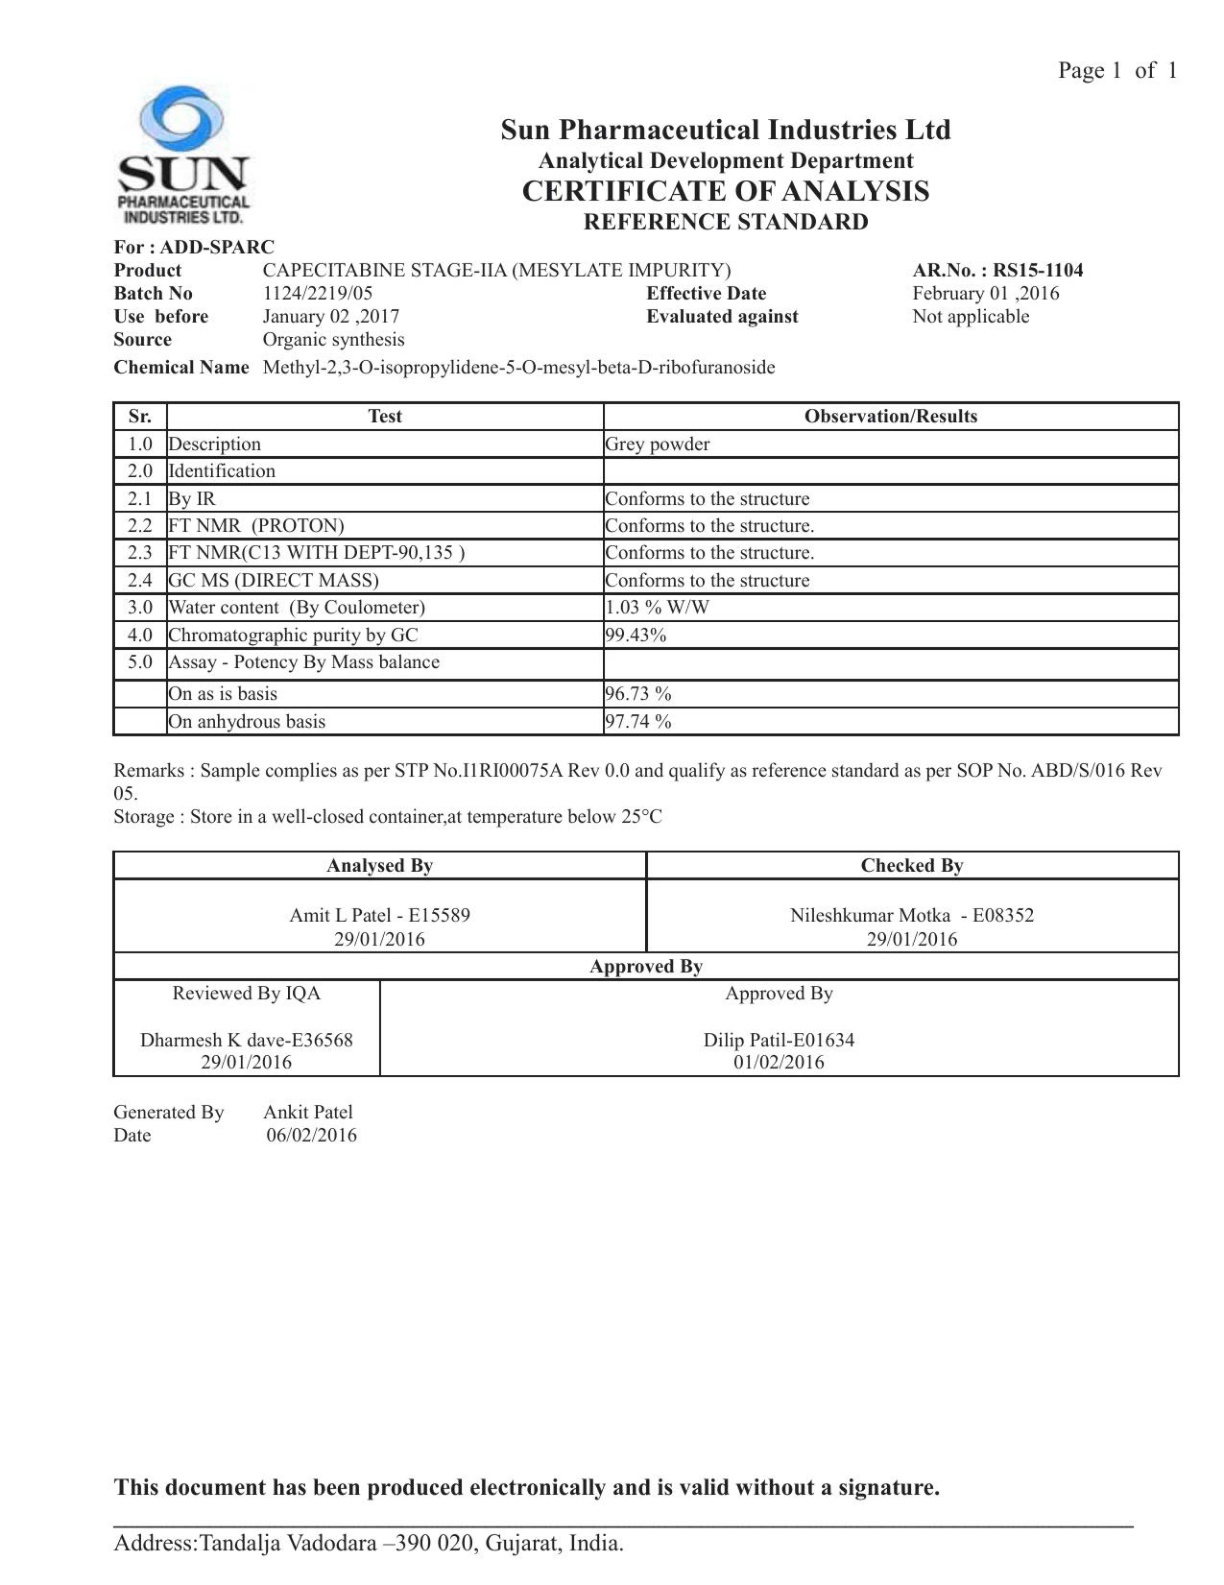 Page 1 of 1
SUN
PHARMACEUTICAL
INDUSTRIES LTD.
Sun Pharmaceutical Industries Ltd
Analytical Development Department
CERTIFICATE OF ANALYSIS
REFERENCE STANDARD
For : ADD-SPARC
Product CAPECITABINE STAGE-IIA (MESYLATE IMPURITY) AR.No. : RS15-1104
Batch No 1124/2219/05 Effective Date February 01 ,2016
Use before January 02 ,2017 Evaluated against Not applicable
Source Organic synthesis
Chemical Name Methyl-2,3-O-isopropylidene-5-O-mesyl-beta-D-ribofuranoside
Sr. Test Observation/Results
1.0 Description Grey powder
2.0 Identification
2.1 By IR Conforms to the structure
2.2 FT NMR (PROTON) Conforms to the structure.
2.3 FT NMR(C13 WITH DEPT-90,135 ) Conforms to the structure.
2.4 GC MS (DIRECT MASS) Conforms to the structure
3.0 Water content (By Coulometer) 1.03 % W/W
4.0 Chromatographic purity by GC 99.43%
5.0 Assay - Potency By Mass balance
On as is basis 96.73 %
On anhydrous basis 97.74 %
Remarks : Sample complies as per STP No.I1RI00075A Rev 0.0 and qualify as reference standard as per SOP No. ABD/S/016 Rev
05.
Storage : Store in a well-closed container,at temperature below 25°C
Analysed By Checked By
Amit L Patel - E15589 Nileshkumar Motka - E08352
29/01/2016 29/01/2016
Approved By
Reviewed By IQA Approved By
Dharmesh K dave-E36568 Dilip Patil-E01634
29/01/2016 01/02/2016
Generated By Ankit Patel
Date 06/02/2016
This document has been produced electronically and is valid without a signature.
Address:Tandalja Vadodara –390 020, Gujarat, India.